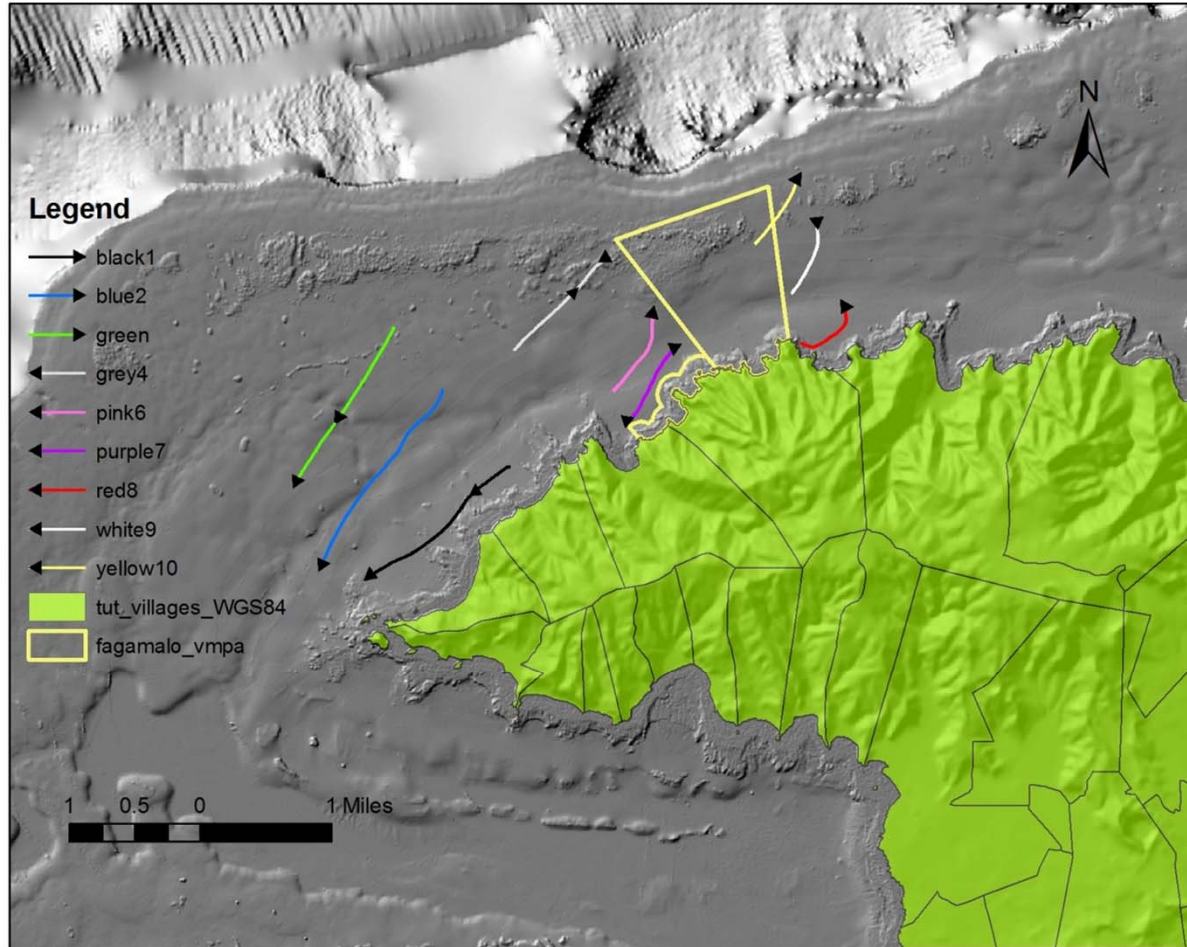 N
Legend
black1
blue2
green
grey4
pink6
purple7
red8
white9
yellow10
tut_villages_WGS84
fagamalo_vmpa
1 0.5 0 1 Miles